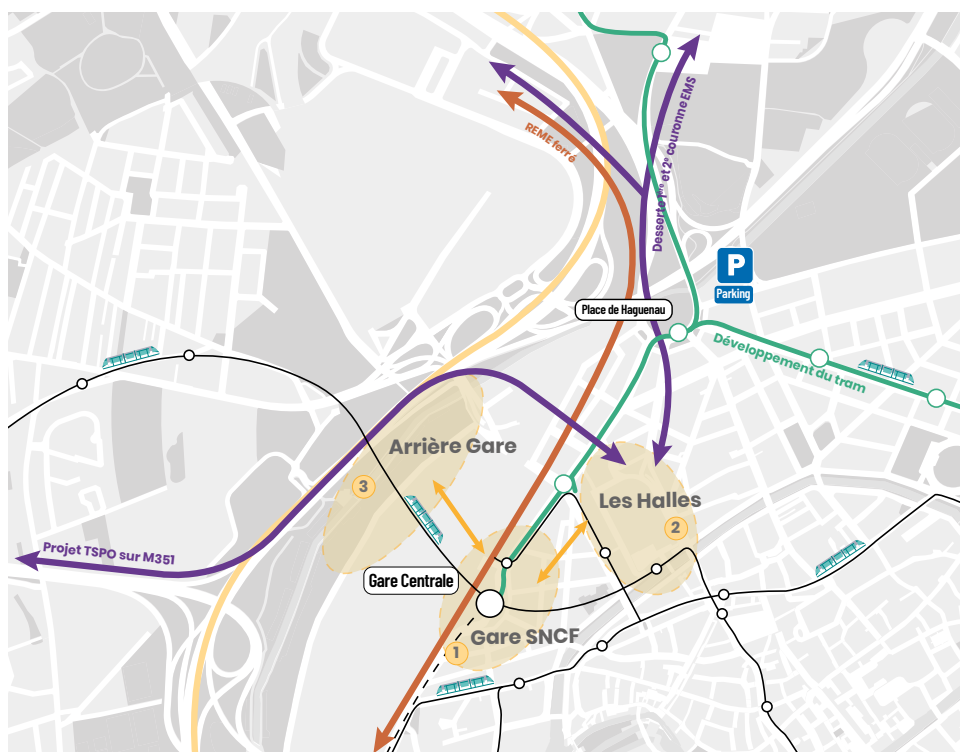 Desserte 1ère et 2e couronne EMS
REME ferré
P
Parking
Place de Haguenau
Développement du tram
Arrière Gare
3
Les Halles
2
Projet TSPO sur M351
Gare Centrale
Gare SNCF
1